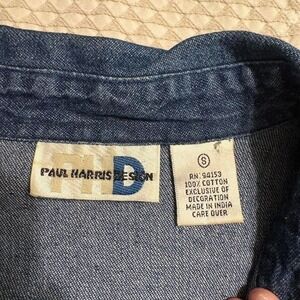 PHD
PAUL HARRIS DESIGN
S
RN: 94153
100% COTTON
EXCLUSIVE OF
DECORATION
MADE IN INDIA
CARE OVER